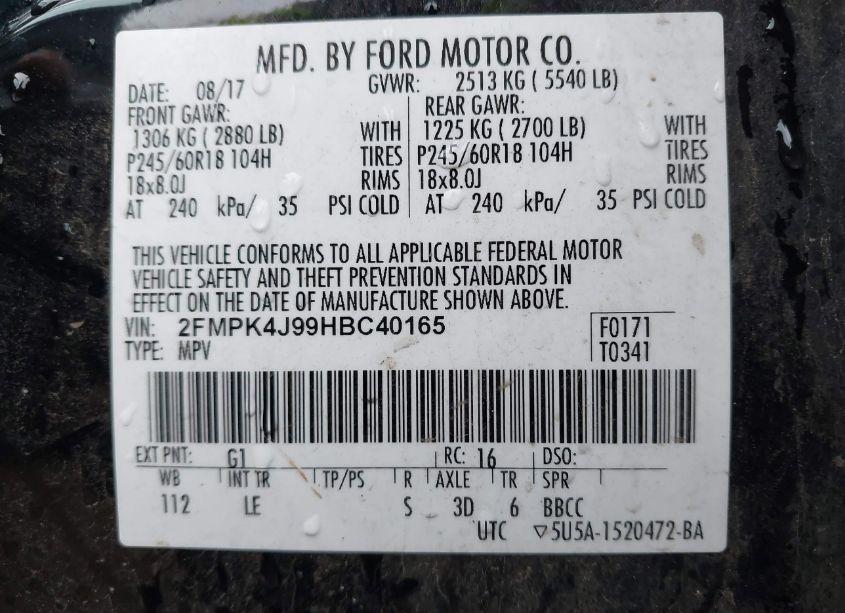 MFD. BY FORD MOTOR CO.
DATE: 08/17 GVWR: 2513 KG ( 5540 LB)
FRONT GAWR: REAR GAWR:
1306 KG ( 2880 LB) WITH 1225 KG ( 2700 LB) WITH
P245/60R18 104H TIRES P245/60R18 104H TIRES
18x8.0J RIMS 18x8.0J RIMS
AT 240 kPa/ 35 PSI COLD AT 240 kPa/ 35 PSI COLD
THIS VEHICLE CONFORMS TO ALL APPLICABLE FEDERAL MOTOR
VEHICLE SAFETY AND THEFT PREVENTION STANDARDS IN
EFFECT ON THE DATE OF MANUFACTURE SHOWN ABOVE.
VIN: 2FMPK4J99HBC40165 F0171
TYPE: MPV T0341
EXT PNT: G1 RC: 16 DSO:
WB INT TR TP/PS R AXLE TR SPR
112 LE S 3D 6 BBCC
UTC ▽5U5A-1520472-BA